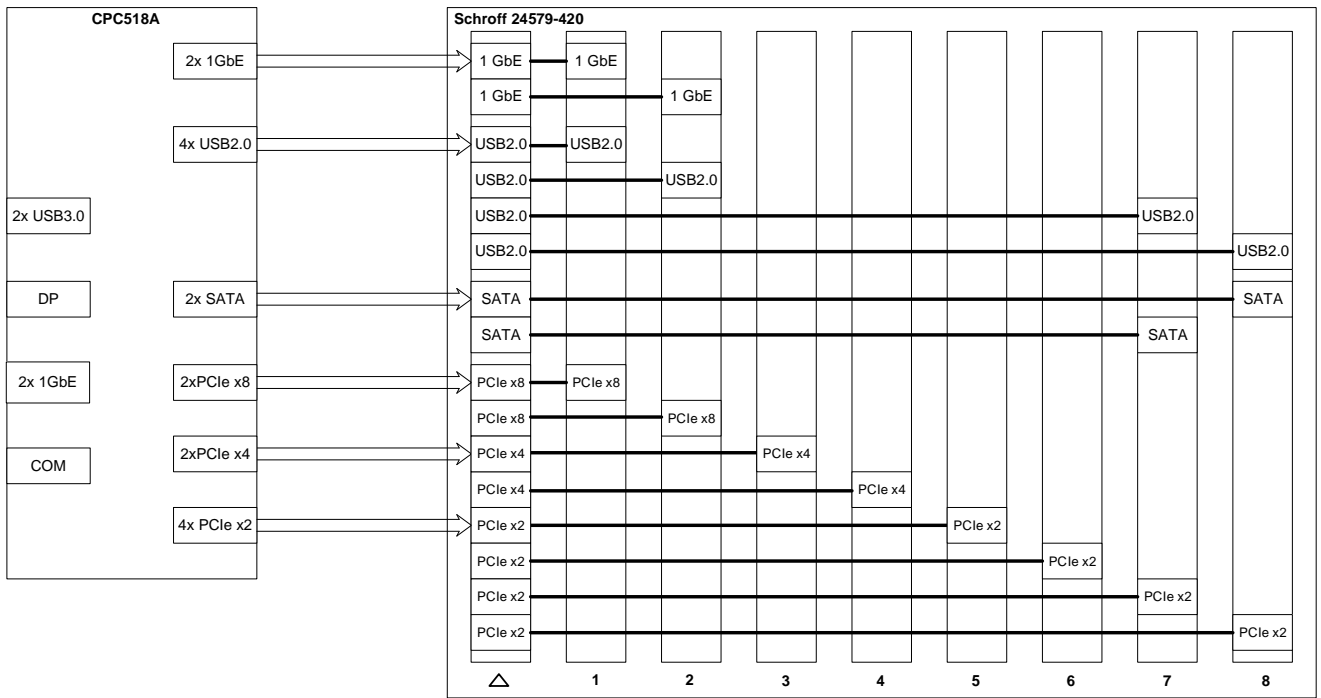 CPC518A
Schroff 24579-420
2x 1GbE
1 GbE
1 GbE
1 GbE
1 GbE
4x USB2.0
USB2.0
USB2.0
USB2.0
USB2.0
2x USB3.0
USB2.0
USB2.0
USB2.0
USB2.0
DP
2x SATA
SATA
SATA
SATA
SATA
2x 1GbE
2xPCIe x8
PCIe x8
PCIe x8
PCIe x8
PCIe x8
COM
2xPCIe x4
PCIe x4
PCIe x4
PCIe x4
PCIe x4
4x PCIe x2
PCIe x2
PCIe x2
PCIe x2
PCIe x2
PCIe x2
PCIe x2
PCIe x2
PCIe x2
1 2 3 4 5 6 7 8